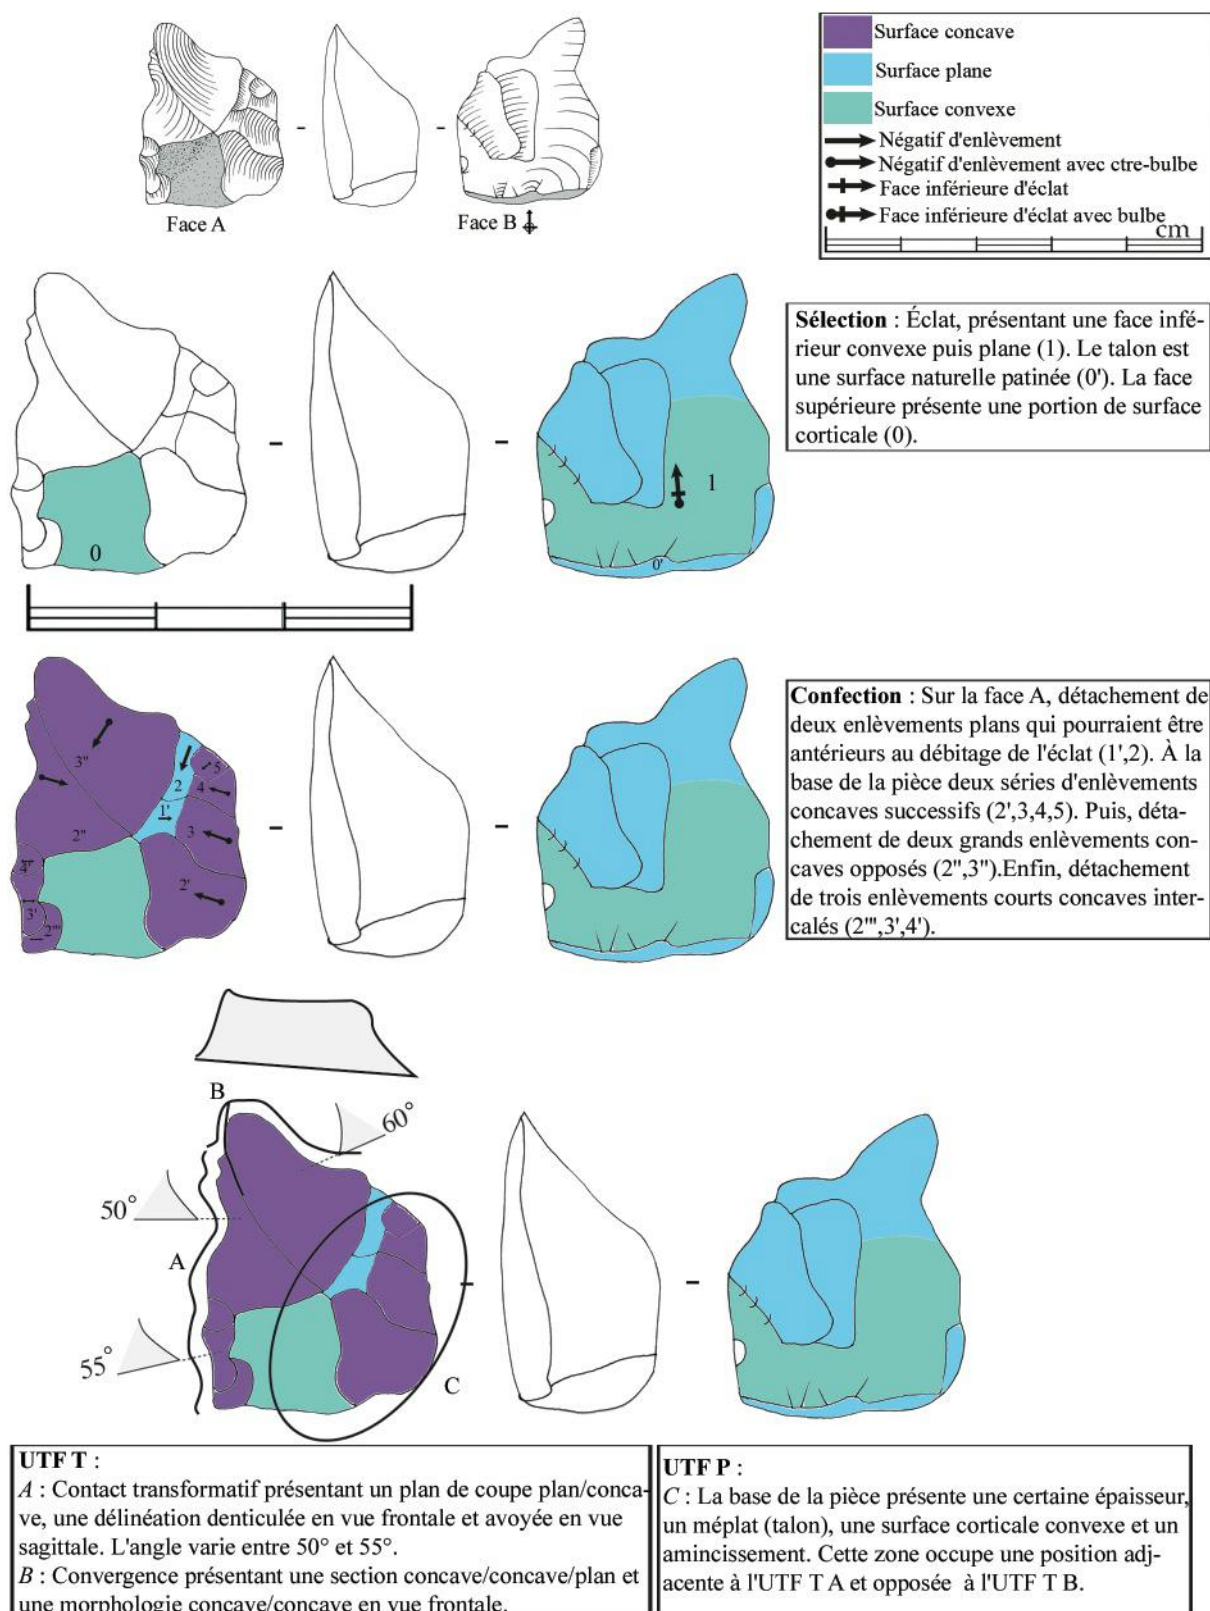 Face A
Face B
Surface concave
Surface plane
Surface convexe
Négatif d'enlèvement
Négatif d'enlèvement avec ctre-bulbe
Face inférieure d'éclat
Face inférieure d'éclat avec bulbe
cm
0
1
0'
Sélection : Éclat, présentant une face infé-
rieur convexe puis plane (1). Le talon est
une surface naturelle patinée (0'). La face
supérieure présente une portion de surface
corticale (0).
3"
2
5
4
1'
2"
3
4'
2'
3'
2'"
Confection : Sur la face A, détachement de
deux enlèvements plans qui pourraient être
antérieurs au débitage de l'éclat (1',2). À la
base de la pièce deux séries d'enlèvements
concaves successifs (2',3,4,5). Puis, déta-
chement de deux grands enlèvements con-
caves opposés (2",3").Enfin, détachement
de trois enlèvements courts concaves inter-
calés (2'",3',4').
B
60°
50°
A
55°
C
UTF T :
A : Contact transformatif présentant un plan de coupe plan/conca-
ve, une délinéation denticulée en vue frontale et avoyée en vue
sagittale. L'angle varie entre 50° et 55°.
B : Convergence présentant une section concave/concave/plan et
une morphologie concave/concave en vue frontale.
UTF P :
C : La base de la pièce présente une certaine épaisseur,
un méplat (talon), une surface corticale convexe et un
amincissement. Cette zone occupe une position adj-
acente à l'UTF T A et opposée à l'UTF T B.